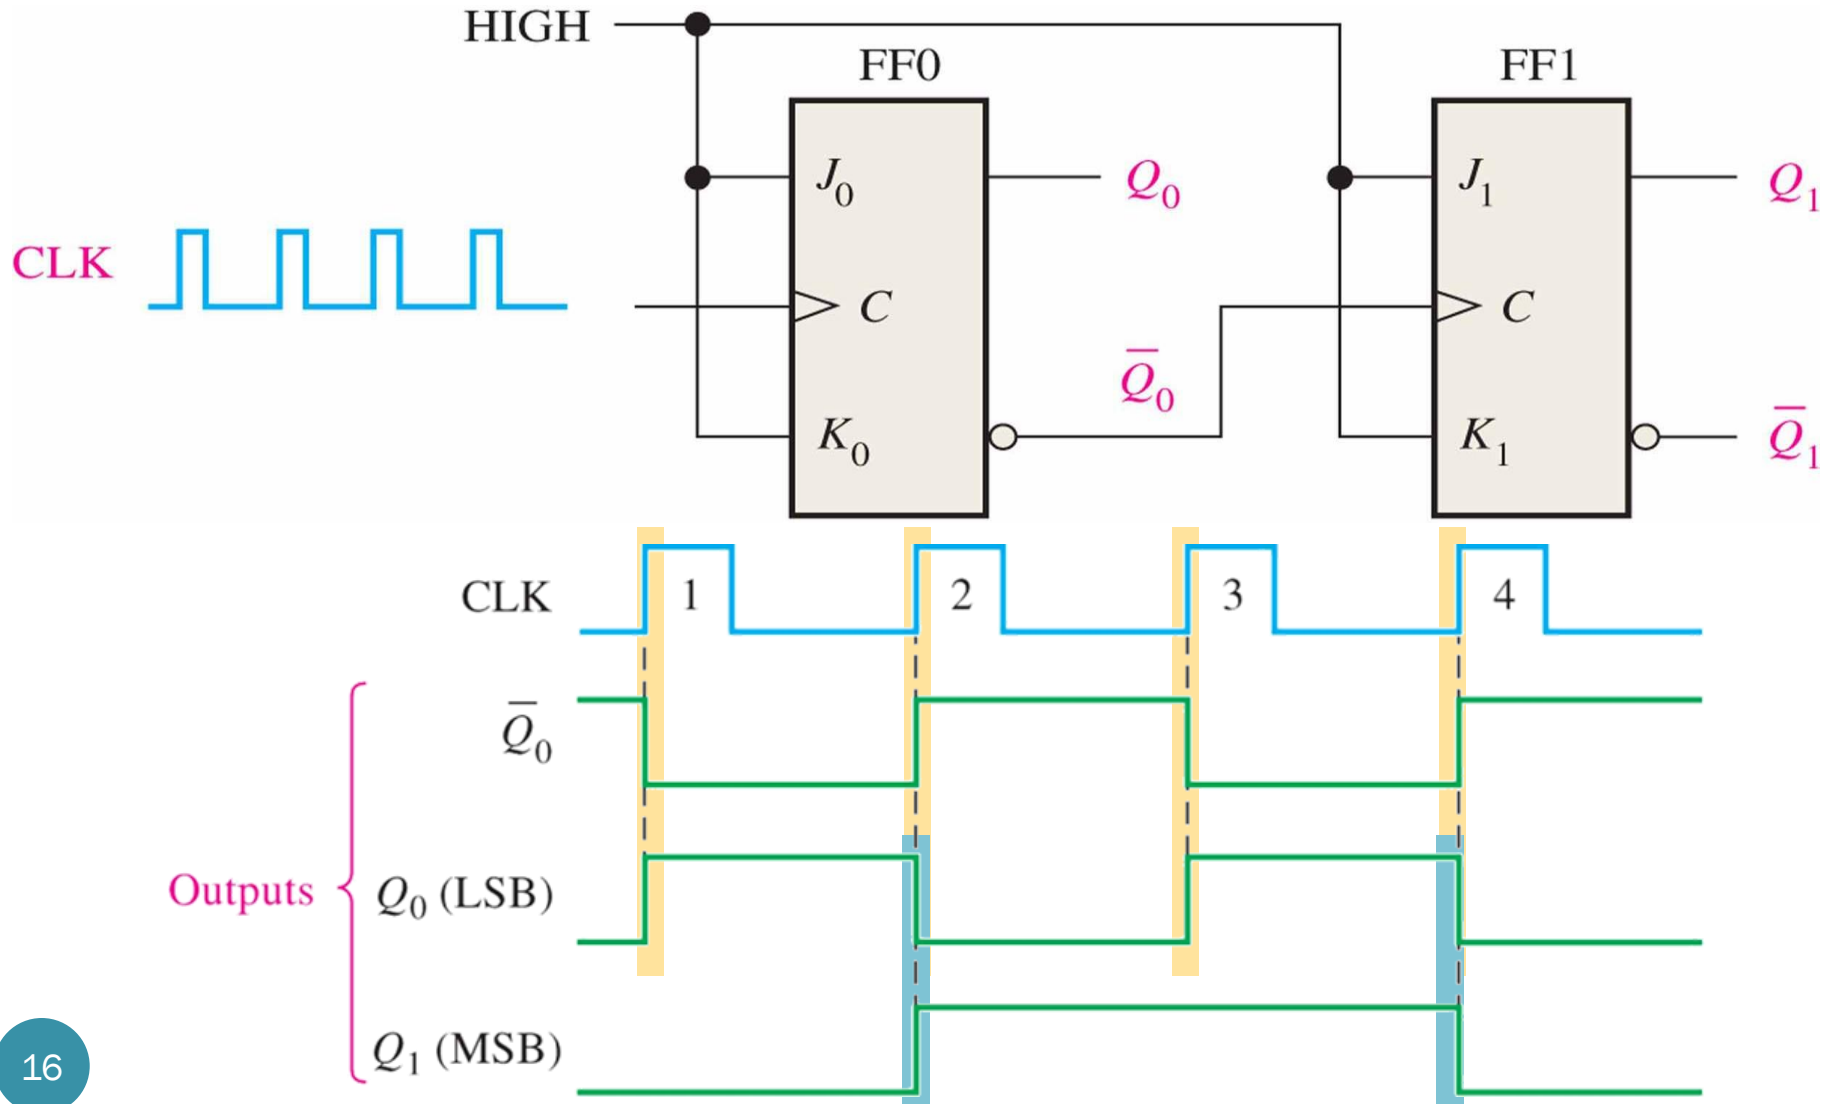 HIGH
FF0
FF1
J0
Q0
J1
Q1
CLK
C
C
Q̅0
K0
K1
Q̅1
CLK
1
2
3
4
Q̅0
Outputs
Q0 (LSB)
Q1 (MSB)
16